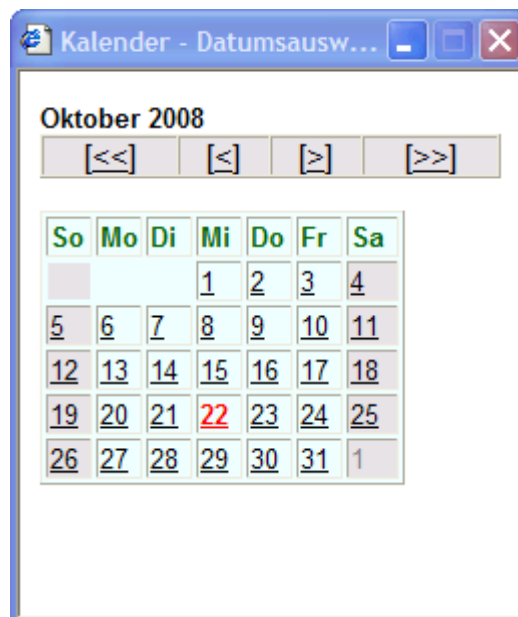 Kalender - Datumsausw...
Oktober 2008
[<<] [<] [>] [>>]
So Mo Di Mi Do Fr Sa
1 2 3 4
5 6 7 8 9 10 11
12 13 14 15 16 17 18
19 20 21 22 23 24 25
26 27 28 29 30 31 1